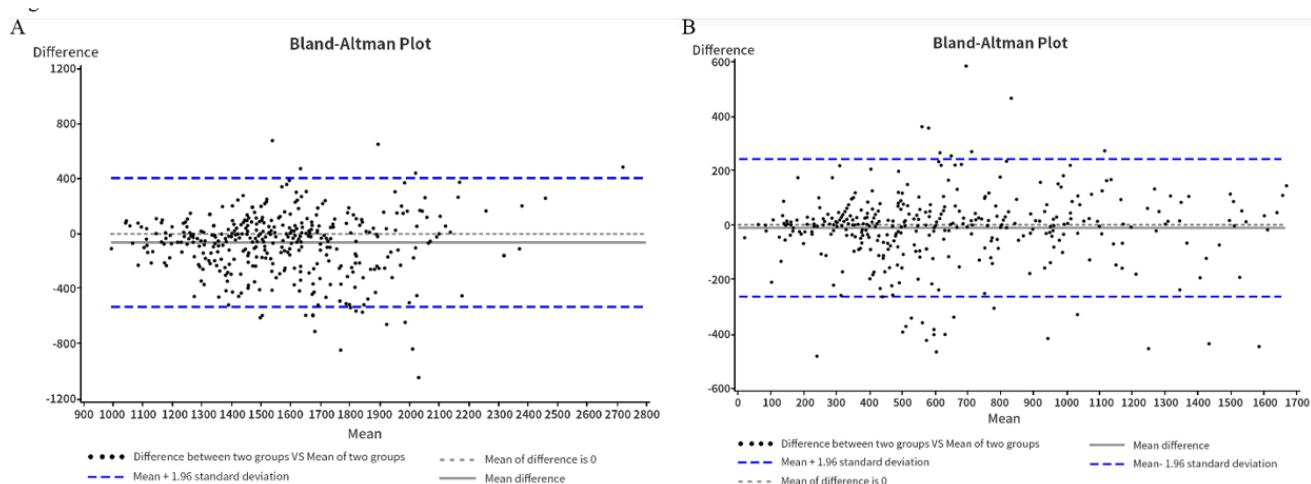 A
Bland-Altman Plot
Difference
1200
800
400
0
-400
-800
-1200
900 1000 1100 1200 1300 1400 1500 1600 1700 1800 1900 2000 2100 2200 2300 2400 2500 2600 2700 2800
Mean
Difference between two groups VS Mean of two groups
Mean of difference is 0
Mean + 1.96 standard deviation
Mean difference
B
Bland-Altman Plot
Difference
600
400
200
0
-200
-400
-600
0 100 200 300 400 500 600 700 800 900 1000 1100 1200 1300 1400 1500 1600 1700
Mean
Difference between two groups VS Mean of two groups
Mean difference
Mean + 1.96 standard deviation
Mean- 1.96 standard deviation
Mean of difference is 0